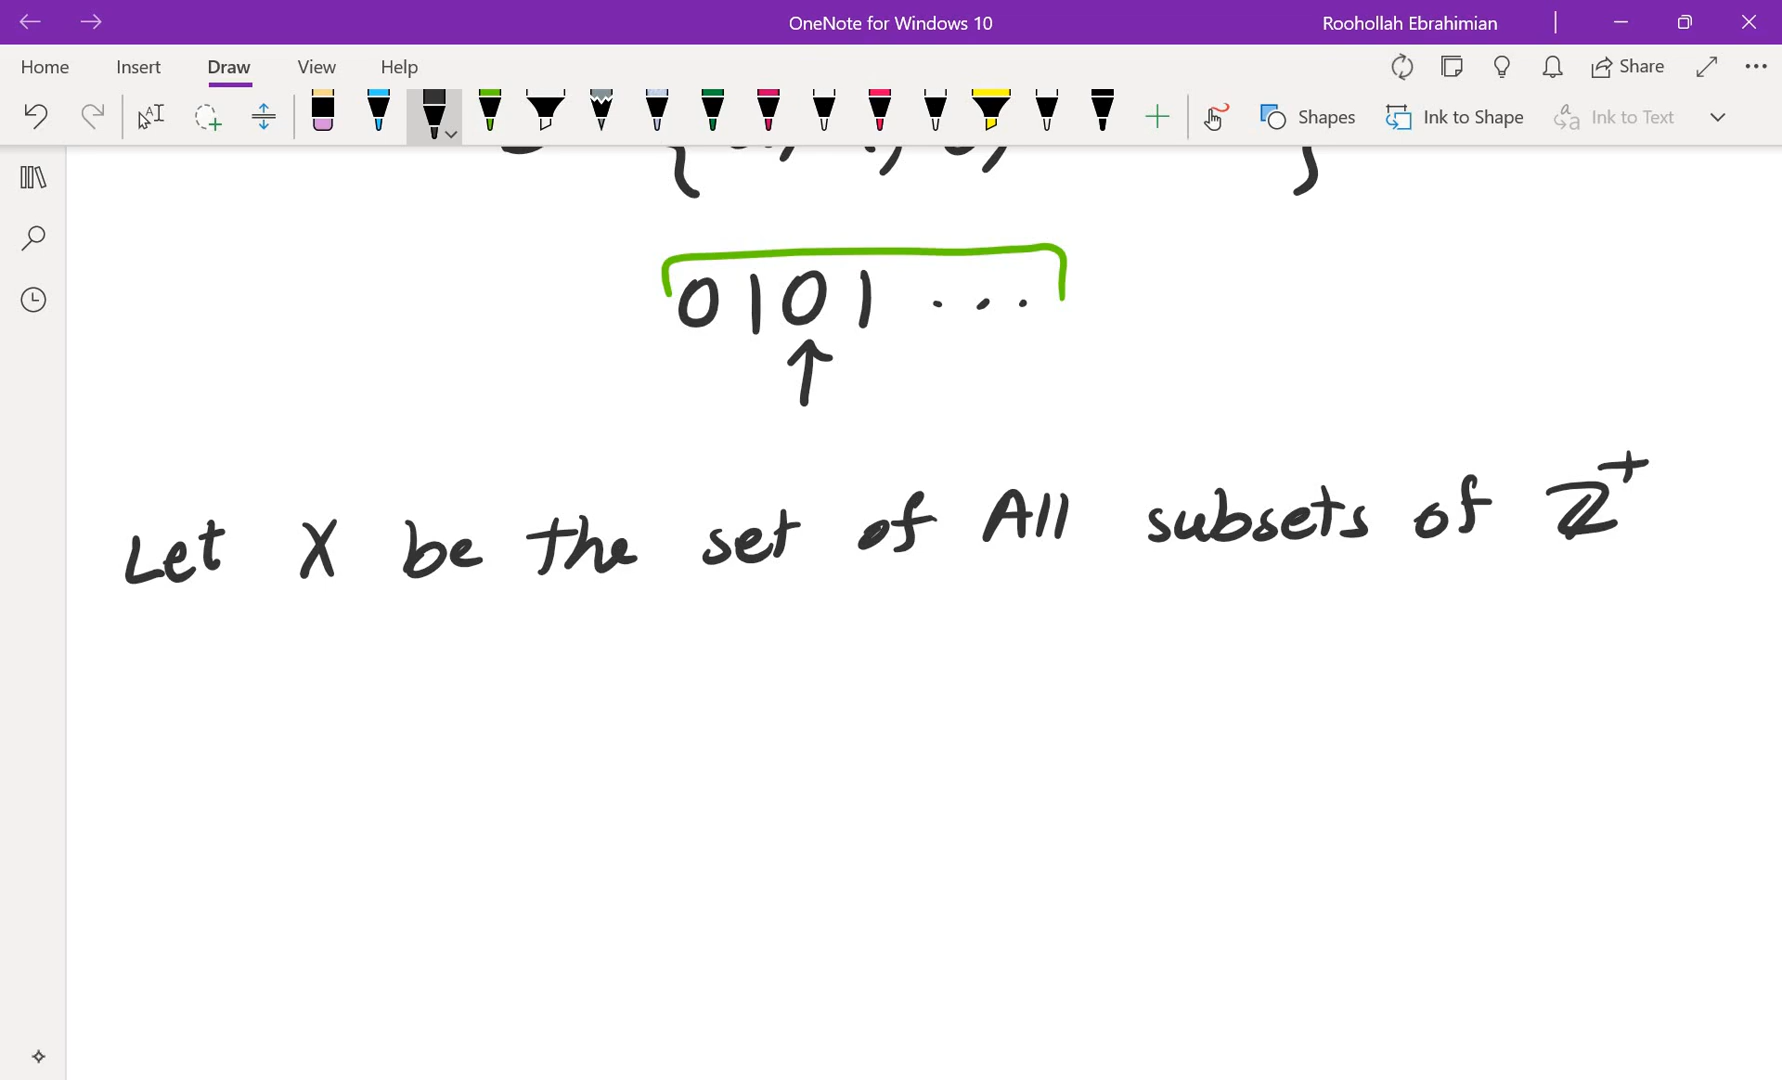 OneNote for Windows 10
Roohollah Ebrahimian
Home Insert Draw View Help
Share
Shapes Ink to Shape Ink to Text
0101 ...
Let X be the set of All subsets of ℤ⁺